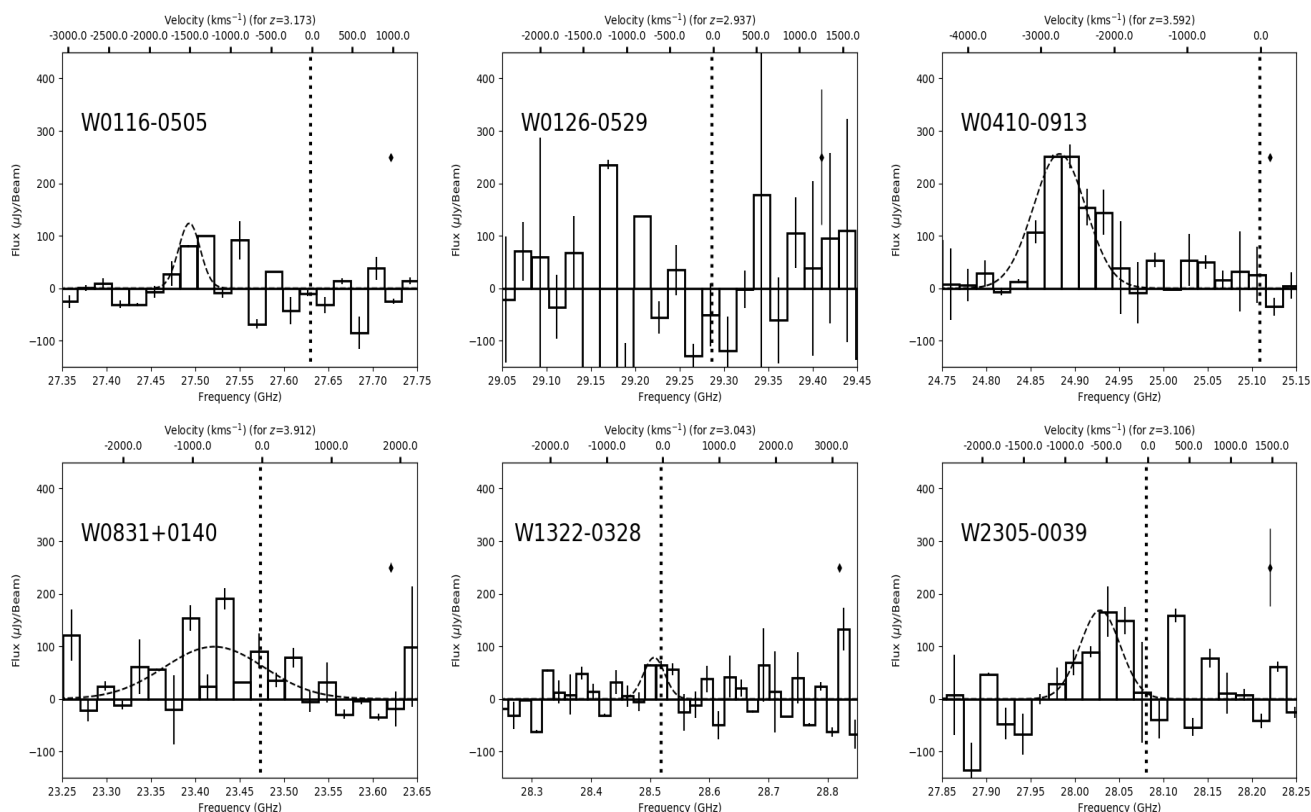 Velocity (kms⁻¹) (for z=3.173)
-3000.0 -2500.0 -2000.0 -1500.0 -1000.0 -500.0 0.0 500.0 1000.0
W0116-0505
Flux (μJy/Beam)
400
300
200
100
0
−100
27.35 27.40 27.45 27.50 27.55 27.60 27.65 27.70 27.75
Frequency (GHz)
Velocity (kms⁻¹) (for z=2.937)
-2000.0 -1500.0 -1000.0 -500.0 0.0 500.0 1000.0 1500.0
W0126-0529
Flux (μJy/Beam)
400
300
200
100
0
−100
29.05 29.10 29.15 29.20 29.25 29.30 29.35 29.40 29.45
Frequency (GHz)
Velocity (kms⁻¹) (for z=3.592)
-4000.0 -3000.0 -2000.0 -1000.0 0.0
W0410-0913
Flux (μJy/Beam)
400
300
200
100
0
−100
24.75 24.80 24.85 24.90 24.95 25.00 25.05 25.10 25.15
Frequency (GHz)
Velocity (kms⁻¹) (for z=3.912)
-2000.0 -1000.0 0.0 1000.0 2000.0
W0831+0140
Flux (μJy/Beam)
400
300
200
100
0
−100
23.25 23.30 23.35 23.40 23.45 23.50 23.55 23.60 23.65
Frequency (GHz)
Velocity (kms⁻¹) (for z=3.043)
-2000.0 -1000.0 0.0 1000.0 2000.0 3000.0
W1322-0328
Flux (μJy/Beam)
400
300
200
100
0
−100
28.3 28.4 28.5 28.6 28.7 28.8
Frequency (GHz)
Velocity (kms⁻¹) (for z=3.106)
-2000.0 -1500.0 -1000.0 -500.0 0.0 500.0 1000.0 1500.0
W2305-0039
Flux (μJy/Beam)
400
300
200
100
0
−100
27.85 27.90 27.95 28.00 28.05 28.10 28.15 28.20 28.25
Frequency (GHz)